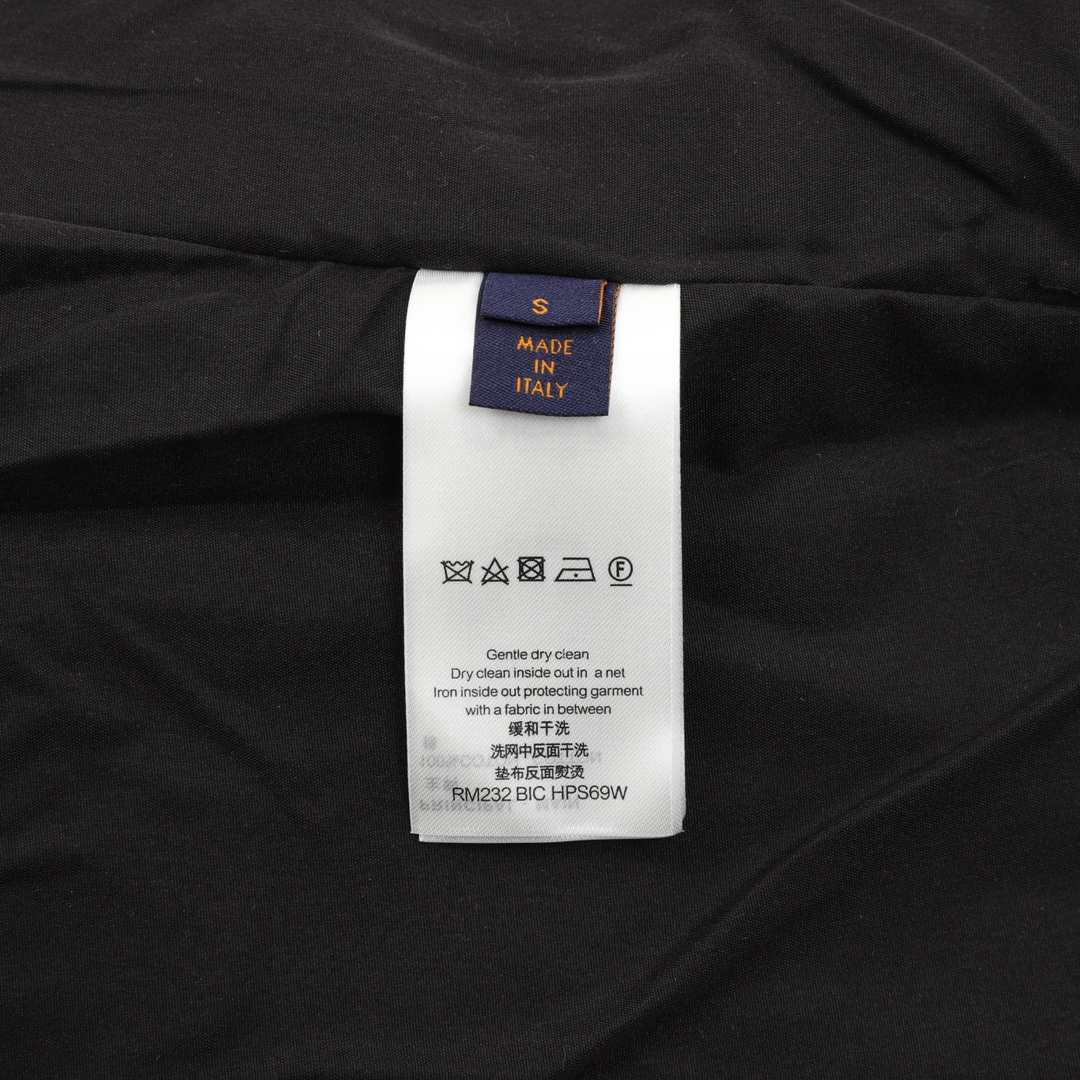 S
MADE
IN
ITALY
F
Gentle dry clean
Dry clean inside out in a net
Iron inside out protecting garment
with a fabric in between
缓和干洗
洗网中反面干洗
垫布反面熨烫
RM232 BIC HPS69W